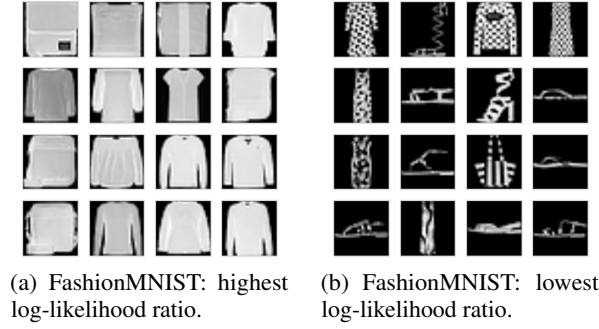 (a) FashionMNIST: highest
log-likelihood ratio.
(b) FashionMNIST: lowest
log-likelihood ratio.